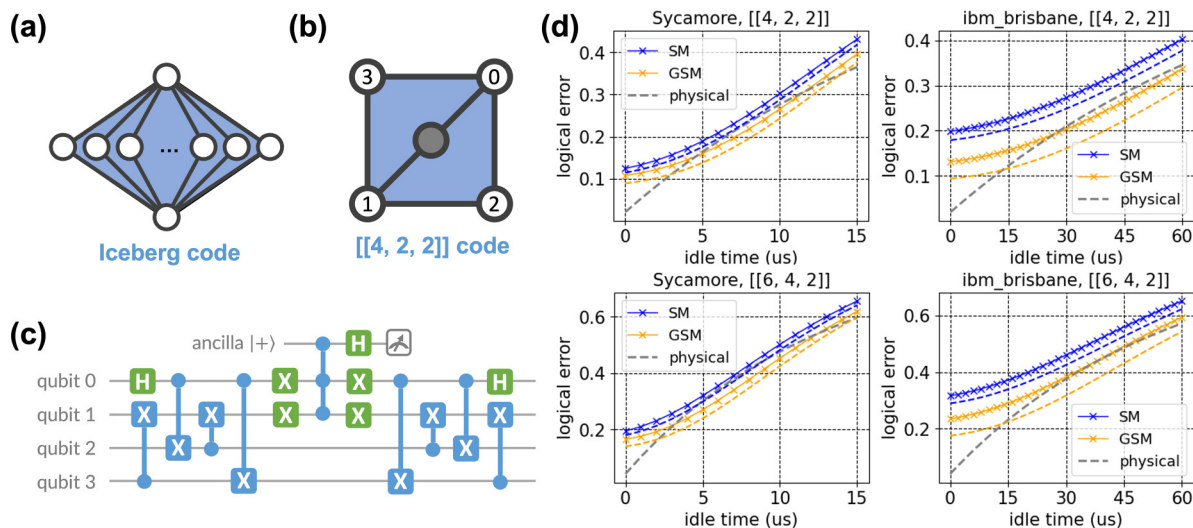 (a)
...
Iceberg code
(b)
3
0
1
2
[[4, 2, 2]] code
(c)
ancilla |+⟩
H
qubit 0
H
X
X
H
qubit 1
X
X
X
X
X
X
qubit 2
X
X
qubit 3
X
X
(d)
Sycamore, [[4, 2, 2]]
logical error
0.4
0.3
0.2
0.1
SM
GSM
physical
0
5
10
15
idle time (us)
ibm_brisbane, [[4, 2, 2]]
logical error
0.4
0.3
0.2
0.1
SM
GSM
physical
0
15
30
45
60
idle time (us)
Sycamore, [[6, 4, 2]]
logical error
0.6
0.4
0.2
SM
GSM
physical
0
5
10
15
idle time (us)
ibm_brisbane, [[6, 4, 2]]
logical error
0.6
0.4
0.2
SM
GSM
physical
0
15
30
45
60
idle time (us)